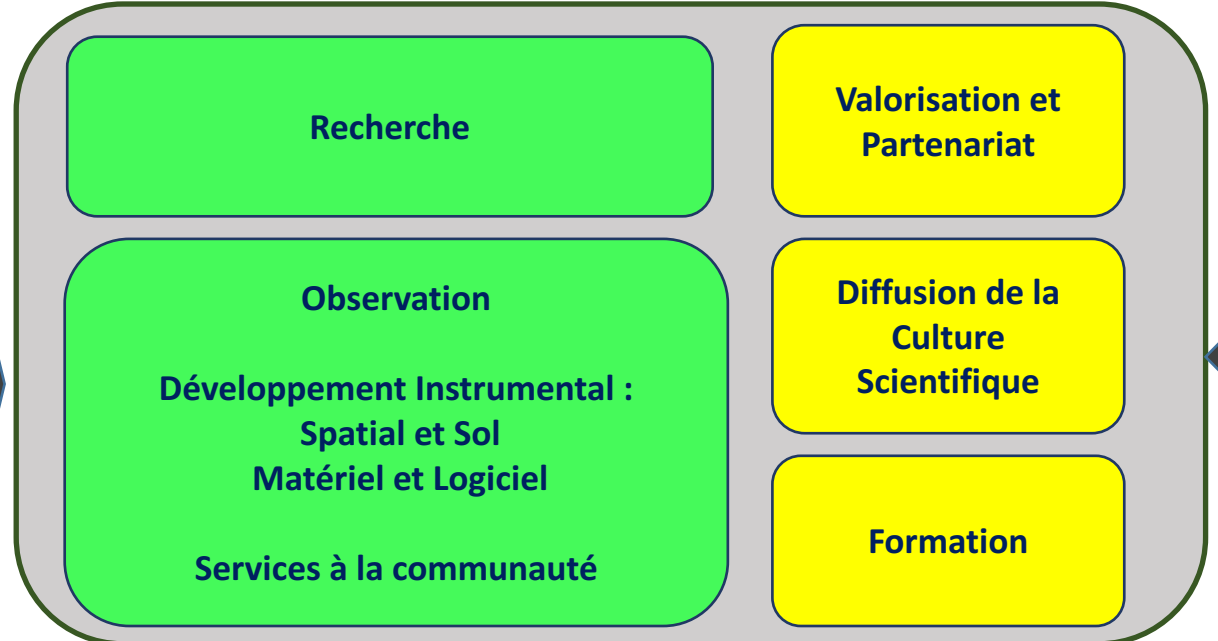 Recherche
Observation
Développement Instrumental :
Spatial et Sol
Matériel et Logiciel
Services à la communauté
Valorisation et
Partenariat
Diffusion de la
Culture
Scientifique
Formation